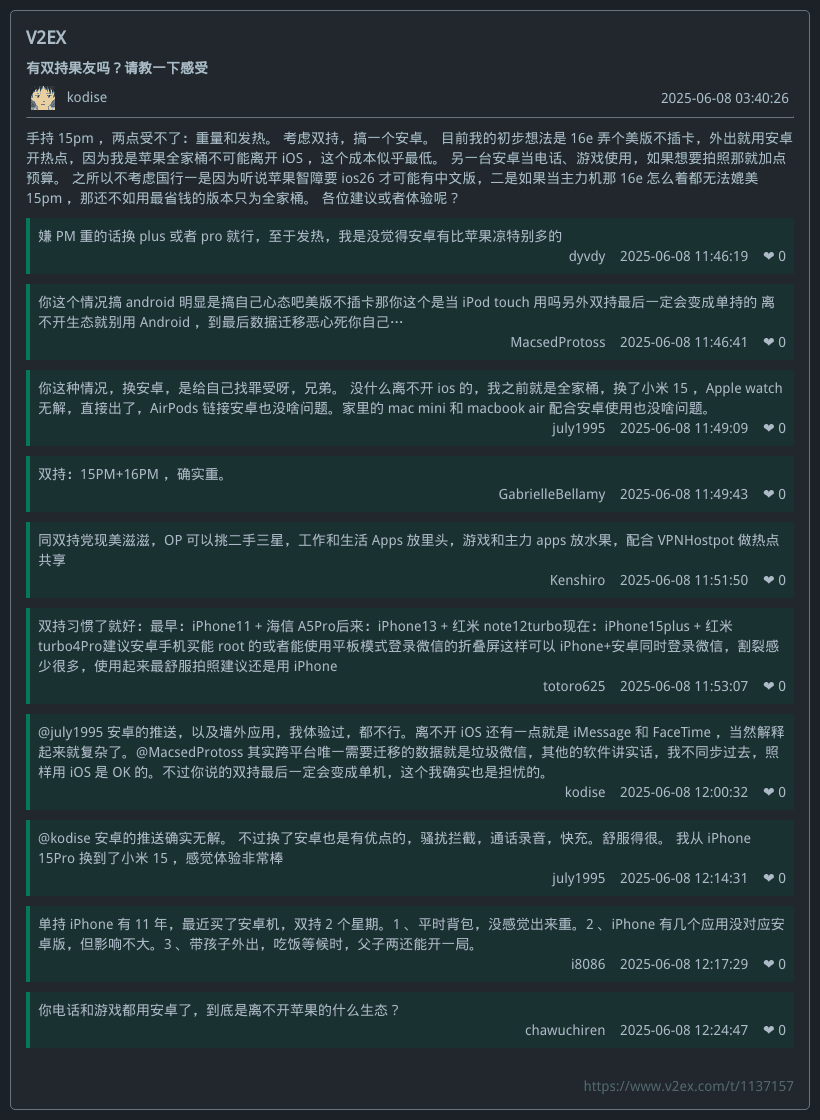 V2EX
有双持果友吗？请教一下感受
kodise
2025-06-08 03:40:26
手持 15pm ，两点受不了：重量和发热。 考虑双持，搞一个安卓。 目前我的初步想法是 16e 弄个美版不插卡，外出就用安卓
开热点，因为我是苹果全家桶不可能离开 iOS ，这个成本似乎最低。 另一台安卓当电话、游戏使用，如果想要拍照那就加点
预算。 之所以不考虑国行一是因为听说苹果智障要 ios26 才可能有中文版，二是如果当主力机那 16e 怎么着都无法媲美
15pm ，那还不如用最省钱的版本只为全家桶。 各位建议或者体验呢？
嫌 PM 重的话换 plus 或者 pro 就行，至于发热，我是没觉得安卓有比苹果凉特别多的
dyvdy 2025-06-08 11:46:19 ❤ 0
你这个情况搞 android 明显是搞自己心态吧美版不插卡那你这个是当 iPod touch 用吗另外双持最后一定会变成单持的 离
不开生态就别用 Android ，到最后数据迁移恶心死你自己…
MacsedProtoss 2025-06-08 11:46:41 ❤ 0
你这种情况，换安卓，是给自己找罪受呀，兄弟。 没什么离不开 ios 的，我之前就是全家桶，换了小米 15 ，Apple watch
无解，直接出了，AirPods 链接安卓也没啥问题。家里的 mac mini 和 macbook air 配合安卓使用也没啥问题。
july1995 2025-06-08 11:49:09 ❤ 0
双持：15PM+16PM ，确实重。
GabrielleBellamy 2025-06-08 11:49:43 ❤ 0
同双持党现美滋滋，OP 可以挑二手三星，工作和生活 Apps 放里头，游戏和主力 apps 放水果，配合 VPNHostpot 做热点
共享
Kenshiro 2025-06-08 11:51:50 ❤ 0
双持习惯了就好：最早：iPhone11 + 海信 A5Pro后来：iPhone13 + 红米 note12turbo现在：iPhone15plus + 红米
turbo4Pro建议安卓手机买能 root 的或者能使用平板模式登录微信的折叠屏这样可以 iPhone+安卓同时登录微信，割裂感
少很多，使用起来最舒服拍照建议还是用 iPhone
totoro625 2025-06-08 11:53:07 ❤ 0
@july1995 安卓的推送，以及墙外应用，我体验过，都不行。离不开 iOS 还有一点就是 iMessage 和 FaceTime ，当然解释
起来就复杂了。@MacsedProtoss 其实跨平台唯一需要迁移的数据就是垃圾微信，其他的软件讲实话，我不同步过去，照
样用 iOS 是 OK 的。不过你说的双持最后一定会变成单机，这个我确实也是担忧的。
kodise 2025-06-08 12:00:32 ❤ 0
@kodise 安卓的推送确实无解。 不过换了安卓也是有优点的，骚扰拦截，通话录音，快充。舒服得很。 我从 iPhone
15Pro 换到了小米 15 ，感觉体验非常棒
july1995 2025-06-08 12:14:31 ❤ 0
单持 iPhone 有 11 年，最近买了安卓机，双持 2 个星期。1 、平时背包，没感觉出来重。2 、iPhone 有几个应用没对应安
卓版，但影响不大。3 、带孩子外出，吃饭等候时，父子两还能开一局。
i8086 2025-06-08 12:17:29 ❤ 0
你电话和游戏都用安卓了，到底是离不开苹果的什么生态？
chawuchiren 2025-06-08 12:24:47 ❤ 0
https://www.v2ex.com/t/1137157